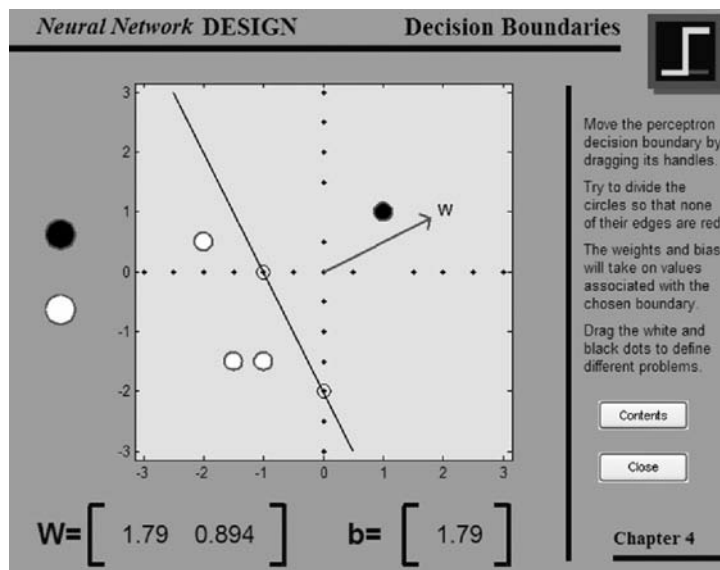 Neural Network DESIGN
Decision Boundaries
3
2
1
0
-1
-2
-3
-3 -2 -1 0 1 2 3
W
Move the perceptron
decision boundary by
dragging its handles.
Try to divide the
circles so that none
of their edges are red
The weights and bias
will take on values
associated with the
chosen boundary.
Drag the white and
black dots to define
different problems.
Contents
Close
W= [ 1.79 0.894 ]
b= [ 1.79 ]
Chapter 4